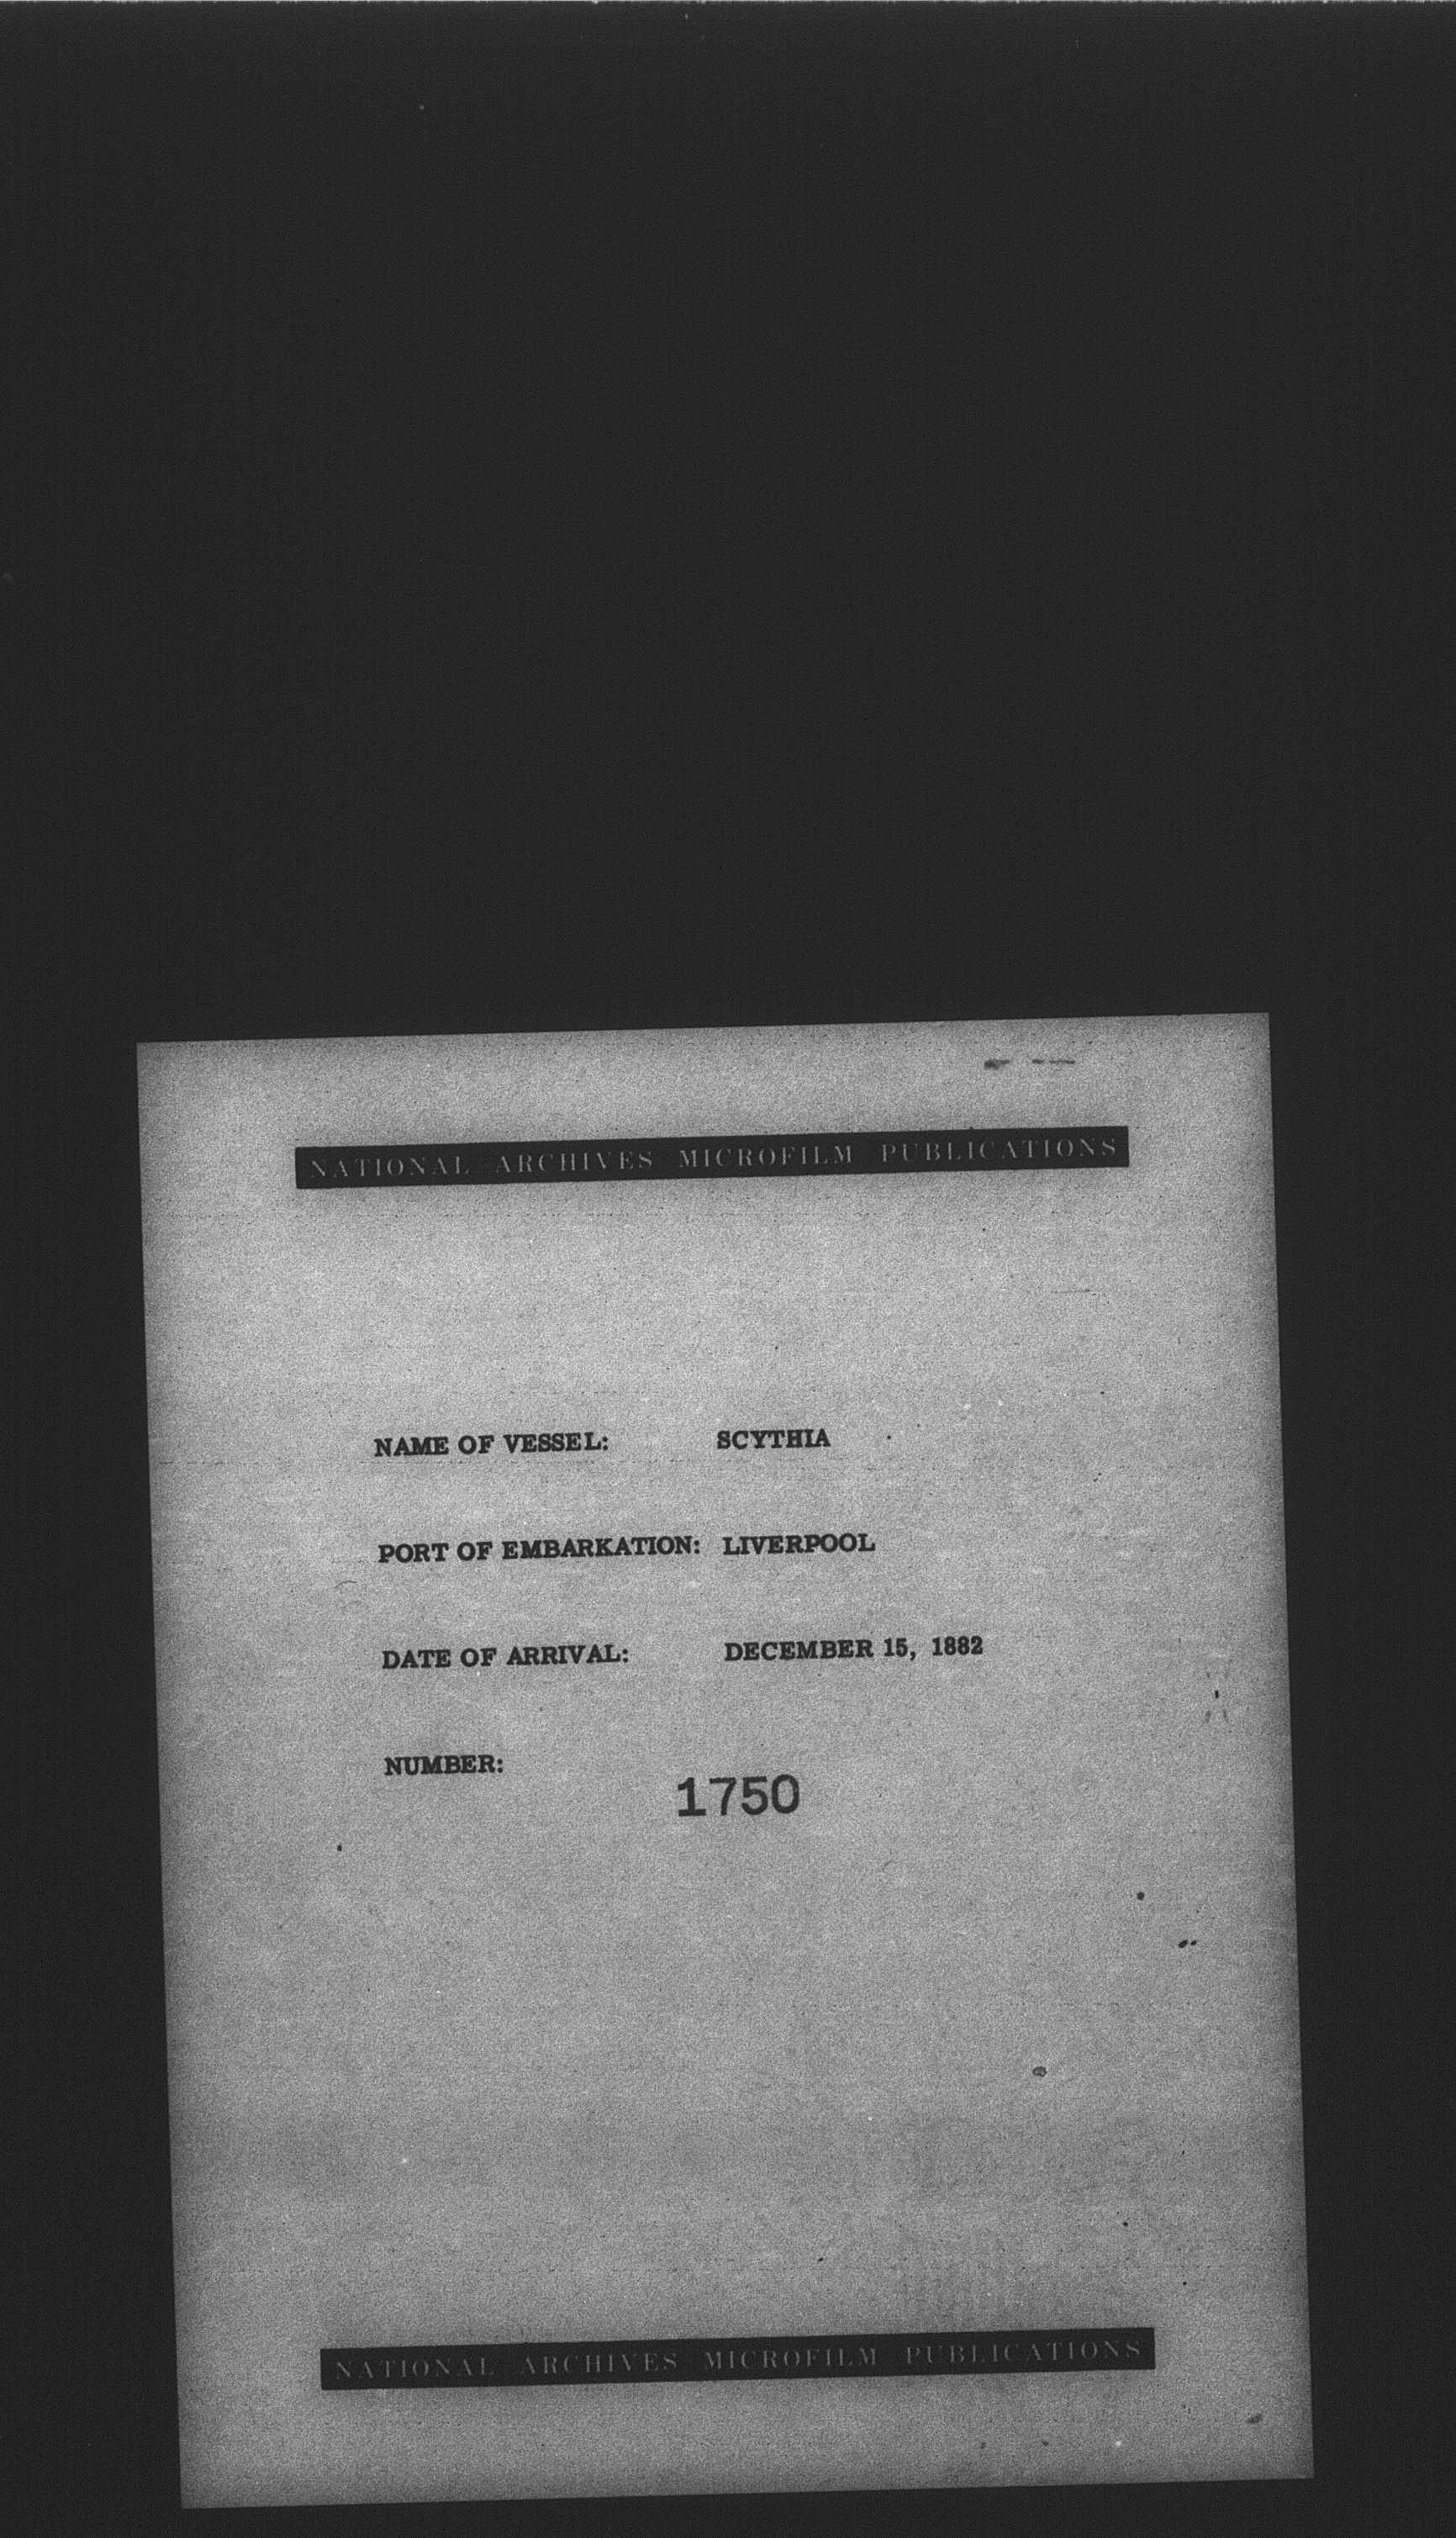 NATIONAL ARCHIVES MICROFILM PUBLICATIONS
NAME OF VESSEL: SCYTHIA
PORT OF EMBARKATION: LIVERPOOL
DATE OF ARRIVAL: DECEMBER 15, 1882
NUMBER:
1750
NATIONAL ARCHIVES MICROFILM PUBLICATIONS